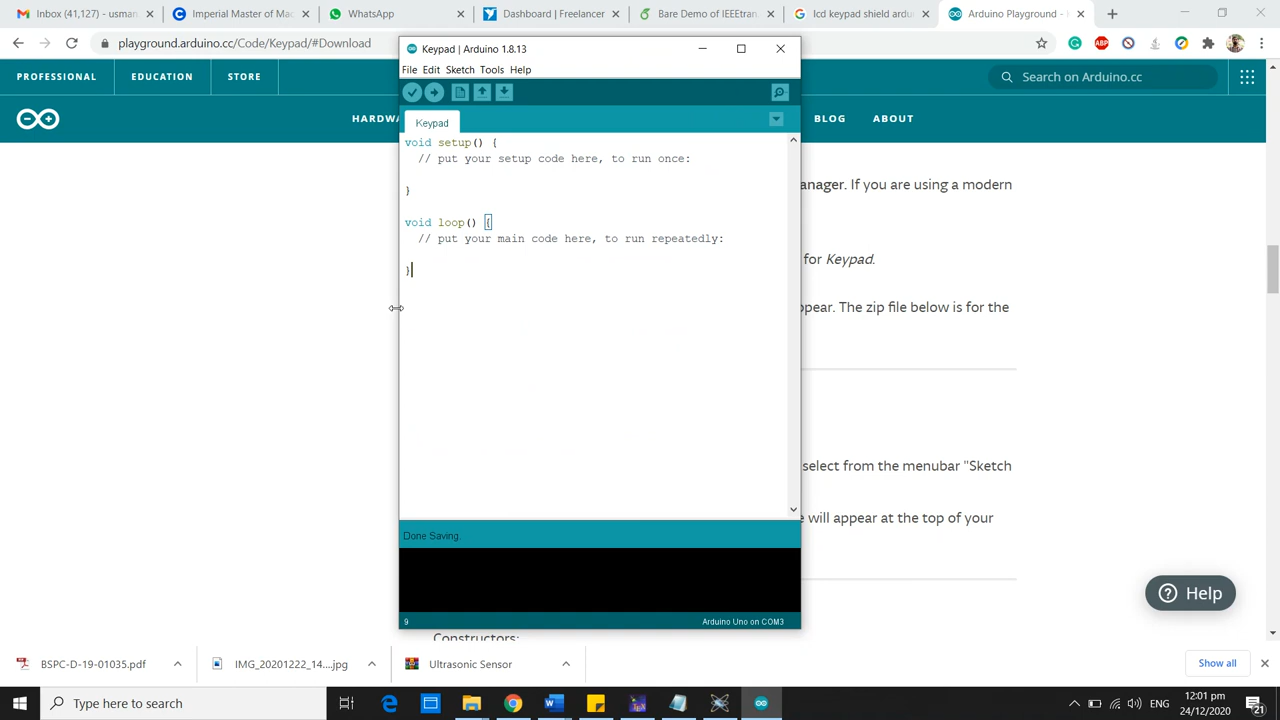 Inbox (31,016) - usman
Imperial Master of Mac
WhatsApp
Dashboard | Freelancer
Bare Demo of IEEEtran
lcd keypad shield ardui
Arduino Playground - K
playground.arduino.cc/Code/Keypad/#Download
PROFESSIONAL
EDUCATION
STORE
Search on Arduino.cc
HARDWA
BLOG
ABOUT
anager. If you are using a modern
for Keypad.
ppear. The zip file below is for the
select from the menubar "Sketch
e will appear at the top of your
Constructors:
Help
Keypad | Arduino 1.8.13
File Edit Sketch Tools Help
Keypad
void setup() {
// put your setup code here, to run once:
}
void loop() {
// put your main code here, to run repeatedly:
}
Done Saving.
9
Arduino Uno on COM3
BSPC-D-19-01035.pdf
IMG_20201222_14....jpg
Ultrasonic Sensor
Show all
Type here to search
12:01 pm
24/12/2020
21